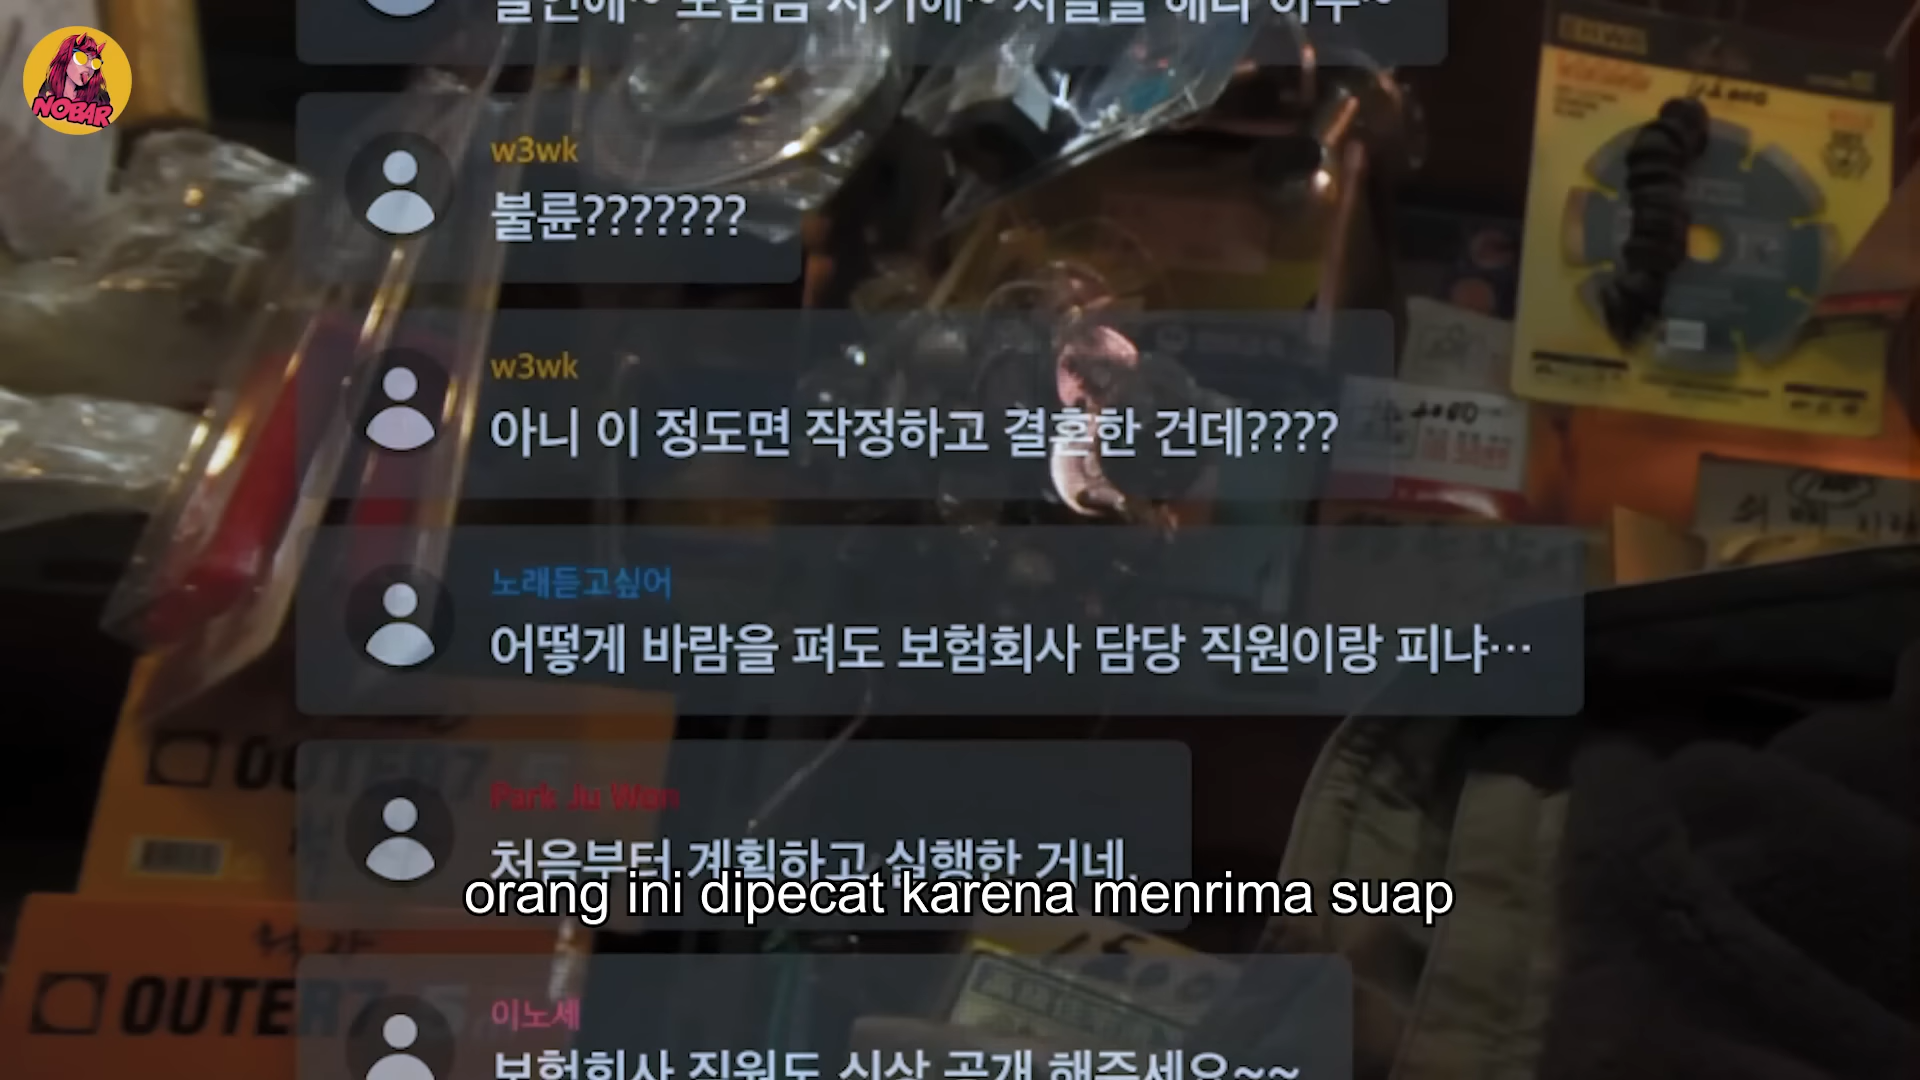 NOBAR
w3wk
불륜???????
w3wk
아니 이 정도면 작정하고 결혼한 건데????
노래듣고싶어
어떻게 바람을 펴도 보험회사 담당 직원이랑 피냐…
Park Ju Won
처음부터 계획하고 실행한 거네.
orang ini dipecat karena menrima suap
이노세
보험회사 직원도 신상 공개 해주세요~~
OUTER7
OUTER7